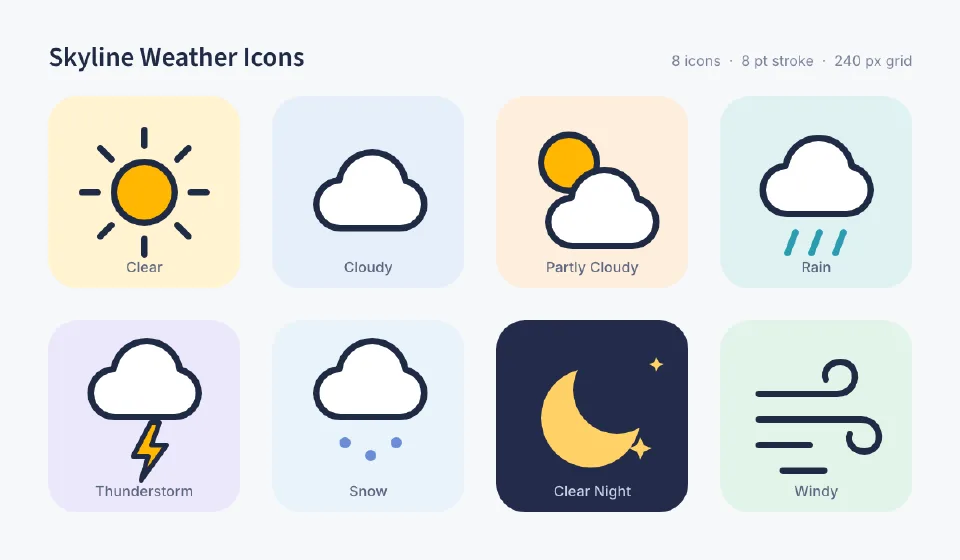 Skyline Weather Icons
8 icons · 8 pt stroke · 240 px grid
Clear
Cloudy
Partly Cloudy
Rain
Thunderstorm
Snow
Clear Night
Windy